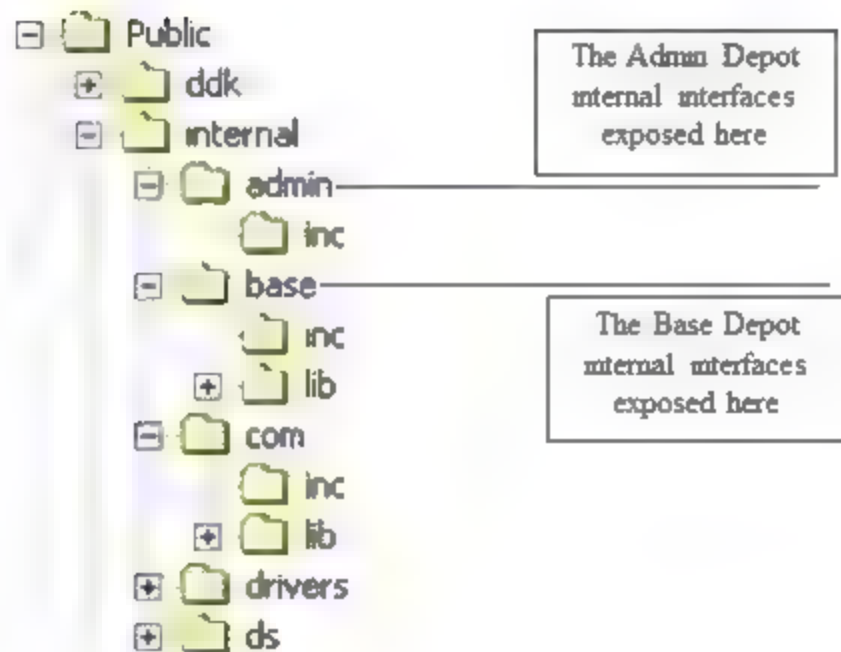 Public
ddk
internal
admin
inc
base
inc
lib
com
inc
lib
drivers
ds
The Admin Depot
internal interfaces
exposed here
The Base Depot
internal interfaces
exposed here